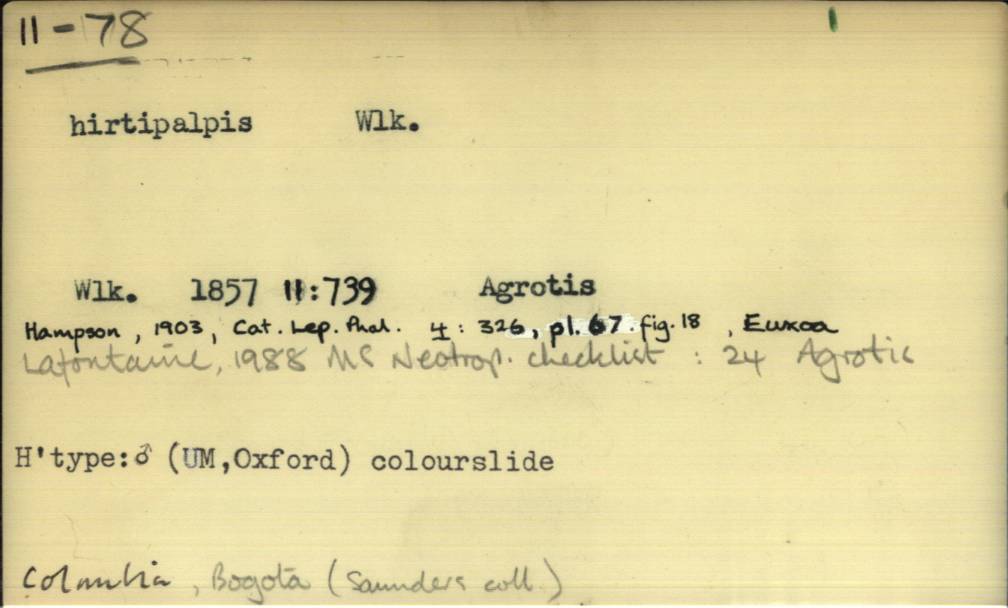 11-78
hirtipalpis Wlk.
Wlk. 1857 11:739 Agrotis
Hampson, 1903, Cat. Lep. Phal. 4: 326, pl. 67. fig. 18, Euxoa
Lafontaine, 1988 MS Neotrop. checklist : 24 Agrotis
H'type:♂ (UM,Oxford) colourslide
Colombia, Bogotá (Saunders coll.)